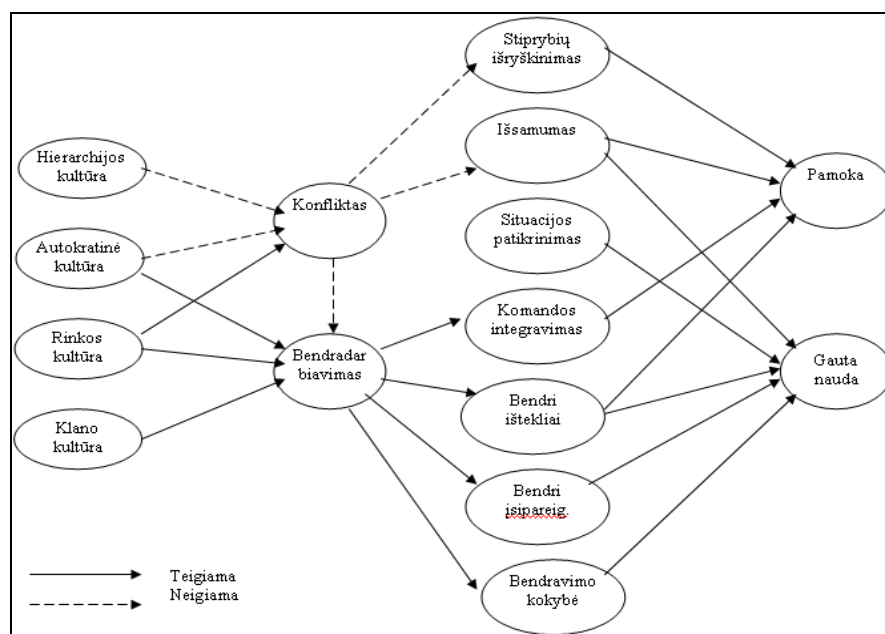 Stiprybių
išryškinimas
Išsamumas
Hierarchijos
kultūra
Pamoka
Konfliktas
Situacijos
patikrinimas
Autokratinė
kultūra
Komandos
integravimas
Rinkos
kultūra
Bendradar
biavimas
Gauta
nauda
Bendri
ištekliai
Klano
kultūra
Bendri
įsipareig.
Bendravimo
kokybė
Teigiama
Neigiama